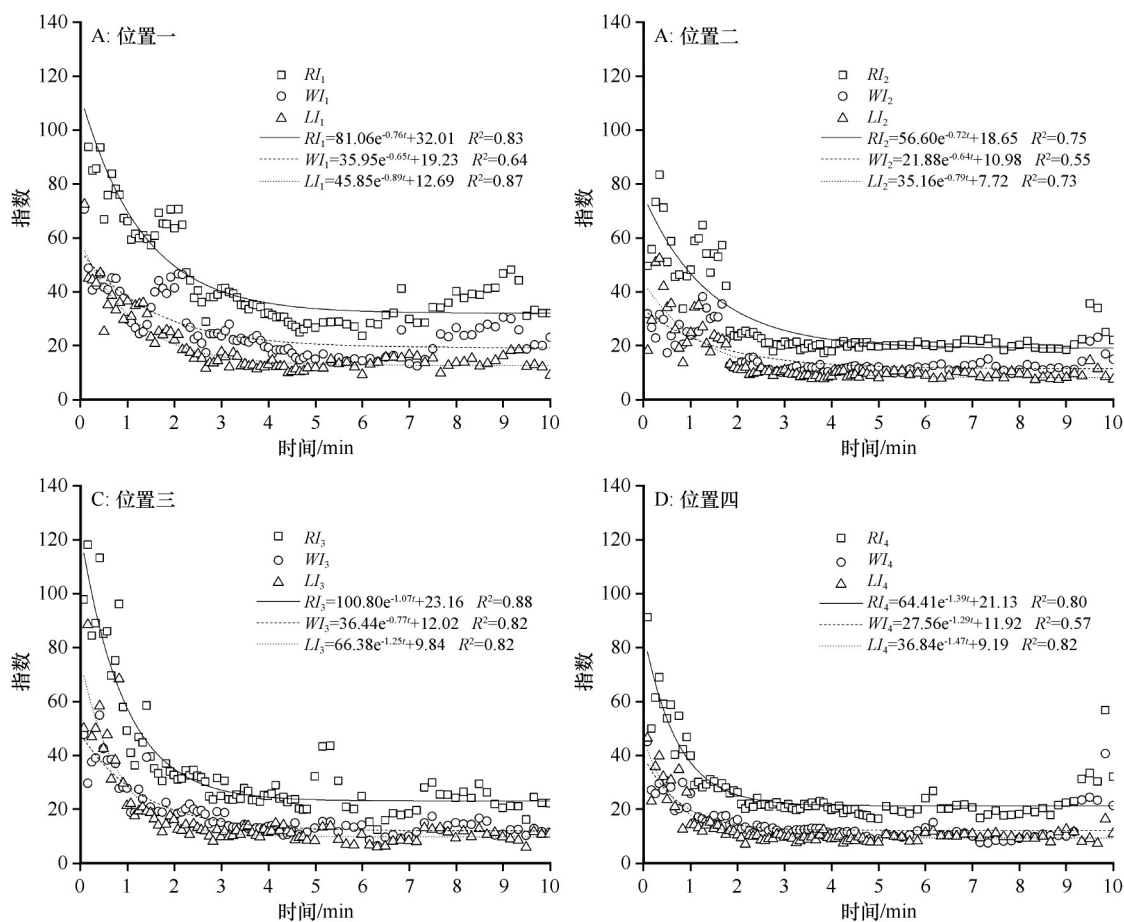 140
120
100
80
60
40
20
0
指数
A: 位置一
RI₁
WI₁
LI₁
RI₁=81.06e⁻⁰·⁷⁶ᵗ+32.01 R²=0.83
WI₁=35.95e⁻⁰·⁶⁵ᵗ+19.23 R²=0.64
LI₁=45.85e⁻⁰·⁸⁹ᵗ+12.69 R²=0.87
0 1 2 3 4 5 6 7 8 9 10
时间/min
140
120
100
80
60
40
20
0
指数
A: 位置二
RI₂
WI₂
LI₂
RI₂=56.60e⁻⁰·⁷²ᵗ+18.65 R²=0.75
WI₂=21.88e⁻⁰·⁶⁴ᵗ+10.98 R²=0.55
LI₂=35.16e⁻⁰·⁷⁹ᵗ+7.72 R²=0.73
0 1 2 3 4 5 6 7 8 9 10
时间/min
140
120
100
80
60
40
20
0
指数
C: 位置三
RI₃
WI₃
LI₃
RI₃=100.80e⁻¹·⁰⁷ᵗ+23.16 R²=0.88
WI₃=36.44e⁻⁰·⁷⁷ᵗ+12.02 R²=0.82
LI₃=66.38e⁻¹·²⁵ᵗ+9.84 R²=0.82
0 1 2 3 4 5 6 7 8 9 10
时间/min
140
120
100
80
60
40
20
0
指数
D: 位置四
RI₄
WI₄
LI₄
RI₄=64.41e⁻¹·³⁹ᵗ+21.13 R²=0.80
WI₄=27.56e⁻¹·²⁹ᵗ+11.92 R²=0.57
LI₄=36.84e⁻¹·⁴⁷ᵗ+9.19 R²=0.82
0 1 2 3 4 5 6 7 8 9 10
时间/min